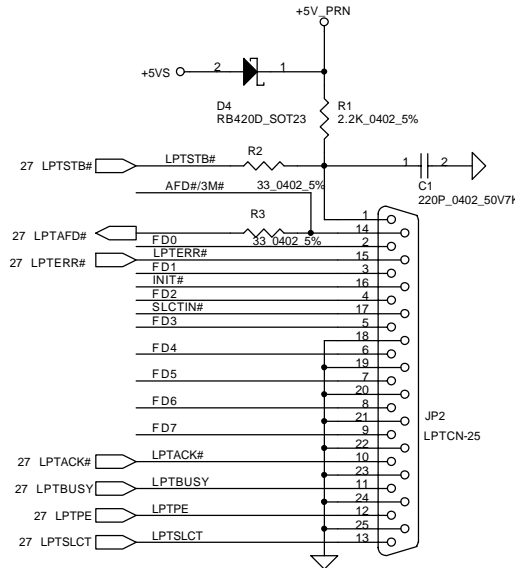 +5V_PRN
+5VS
2
1
D4
RB420D_SOT23
R1
2.2K_0402_5%
27 LPTSTB#
LPTSTB#
R2
33_0402_5%
1
2
C1
220P_0402_50V7K
AFD#/3M#
1
27 LPTAFD#
R3
33_0402_5%
14
FD0
2
27 LPTERR#
LPTERR#
15
FD1
3
INIT#
16
FD2
4
SLCTIN#
17
FD3
5
18
FD4
6
19
FD5
7
20
FD6
8
21
JP2
FD7
9
LPTCN-25
22
27 LPTACK#
LPTACK#
10
23
27 LPTBUSY
LPTBUSY
11
24
27 LPTPE
LPTPE
12
25
27 LPTSLCT
LPTSLCT
13